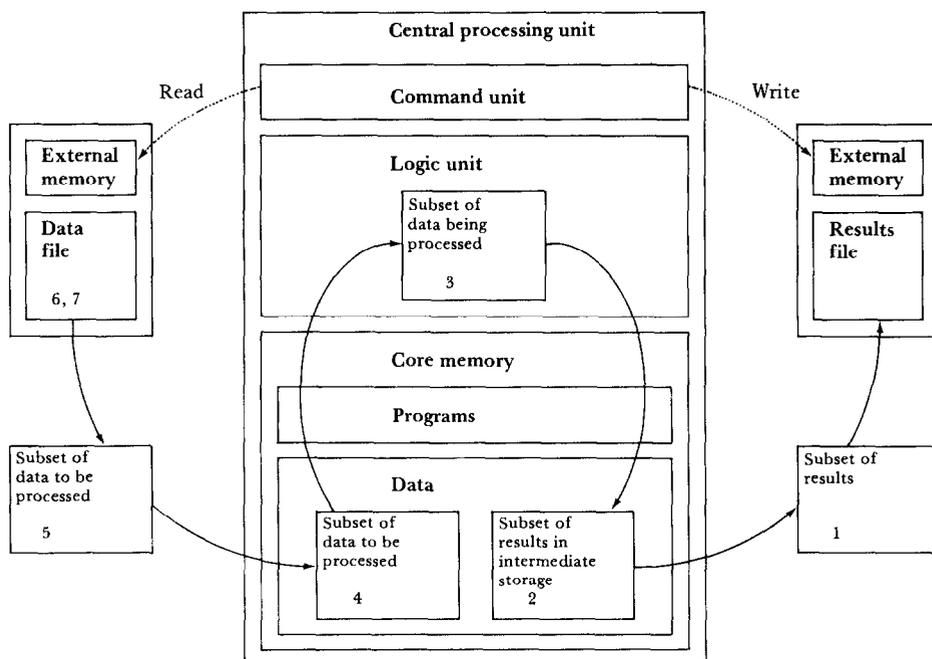 Central processing unit
Read
Command unit
Write
External
memory
Data
file
6, 7
Logic unit
Subset of
data being
processed
3
External
memory
Results
file
Core memory
Programs
Data
Subset of
data to be
processed
5
Subset of
data to be
processed
4
Subset of
results in
intermediate
storage
2
Subset of
results
1